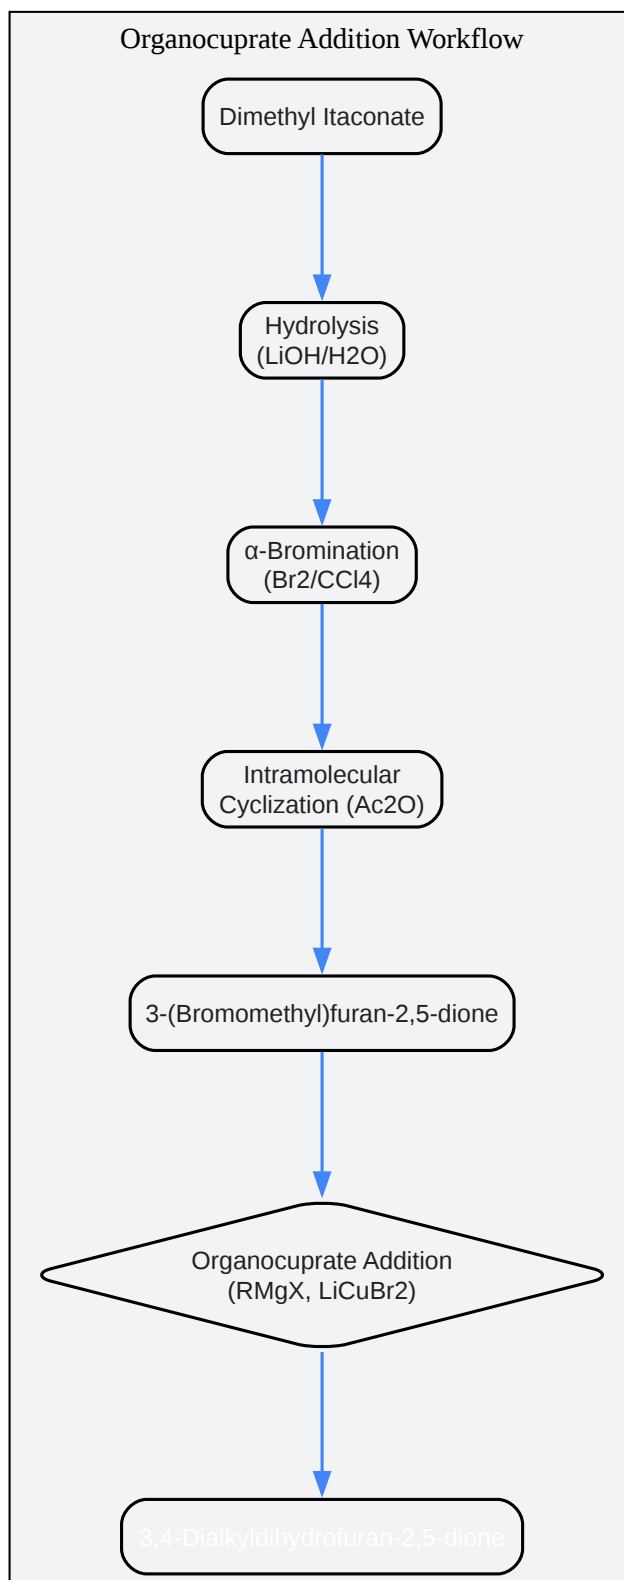 Organocuprate Addition Workflow
Dimethyl Itaconate
Hydrolysis
(LiOH/H2O)
α-Bromination
(Br2/CCl4)
Intramolecular
Cyclization (Ac2O)
3-(Bromomethyl)furan-2,5-dione
Organocuprate Addition
(RMgX, LiCuBr2)
3,4-Dialkyldihydrofuran-2,5-dione